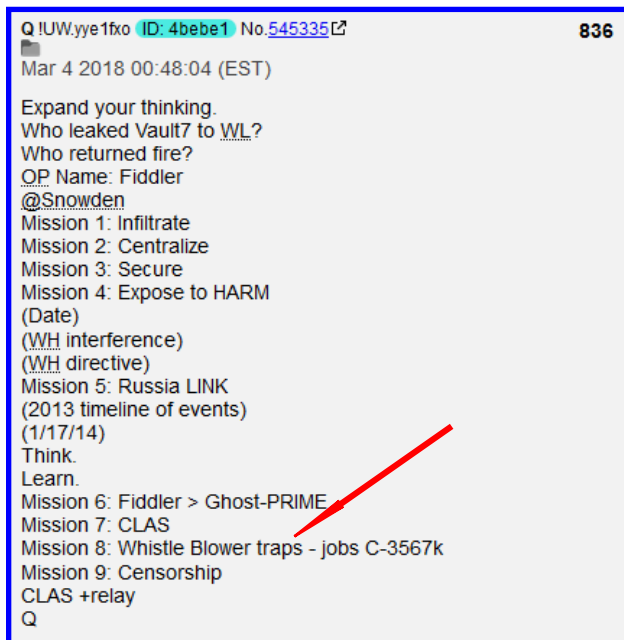 Q !UW.yye1fxo ID: 4bebe1 No.545335 836
Mar 4 2018 00:48:04 (EST)
Expand your thinking.
Who leaked Vault7 to WL?
Who returned fire?
OP Name: Fiddler
@Snowden
Mission 1: Infiltrate
Mission 2: Centralize
Mission 3: Secure
Mission 4: Expose to HARM
(Date)
(WH interference)
(WH directive)
Mission 5: Russia LINK
(2013 timeline of events)
(1/17/14)
Think.
Learn.
Mission 6: Fiddler > Ghost-PRIME
Mission 7: CLAS
Mission 8: Whistle Blower traps - jobs C-3567k
Mission 9: Censorship
CLAS +relay
Q